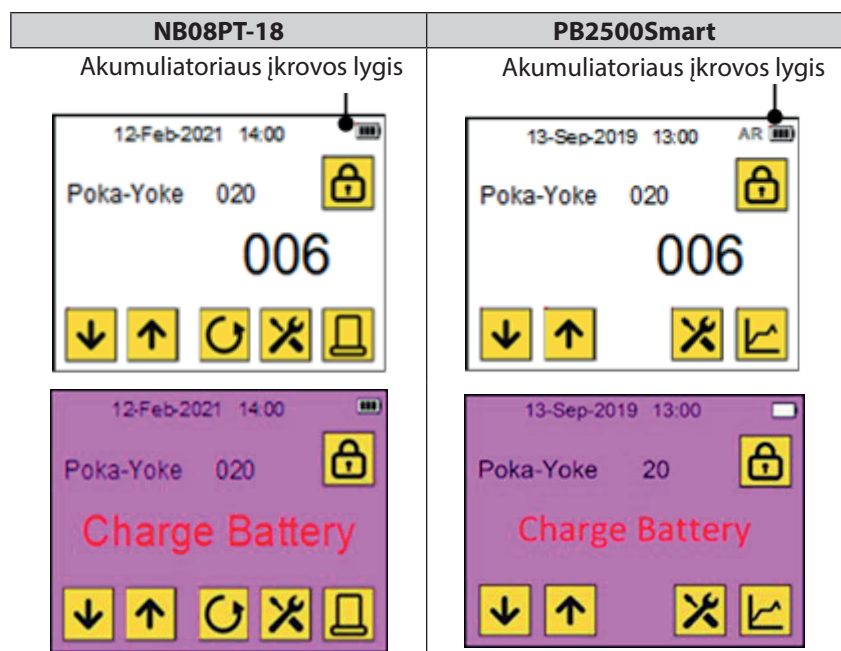 NB08PT-18
PB2500Smart
Akumuliatoriaus įkrovos lygis
Akumuliatoriaus įkrovos lygis
12-Feb-2021 14:00
Poka-Yoke 020
006
13-Sep-2019 13:00 AR
Poka-Yoke 020
006
12-Feb-2021 14:00
Poka-Yoke 020
Charge Battery
13-Sep-2019 13:00
Poka-Yoke 20
Charge Battery